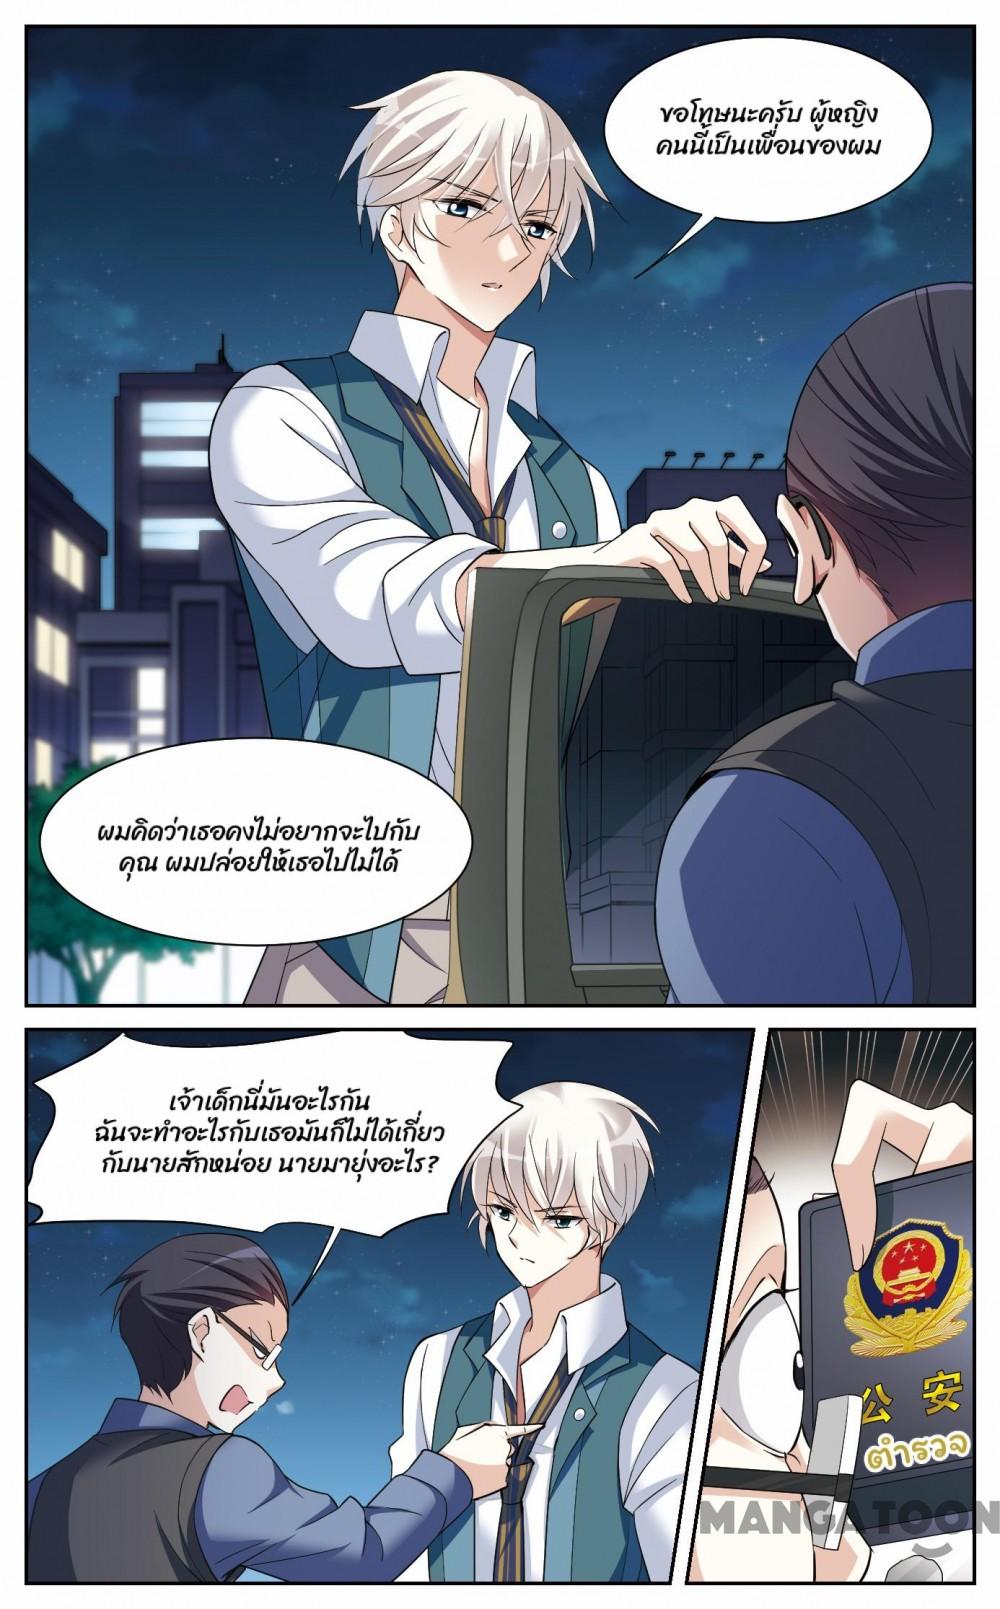 ขอโทษนะครับ ผู้หญิง
คนนี้เป็นเพื่อนของผม
ผมคิดว่าเธอคงไม่อยากจะไปกับ
คุณ ผมปล่อยให้เธอไปไม่ได้
เจ้าเด็กนี่มันอะไรกัน
ฉันจะทำอะไรกับเธอมันก็ไม่ได้เกี่ยว
กับนายสักหน่อย นายมายุ่งอะไร?
公安
ตำรวจ
MANGATOON